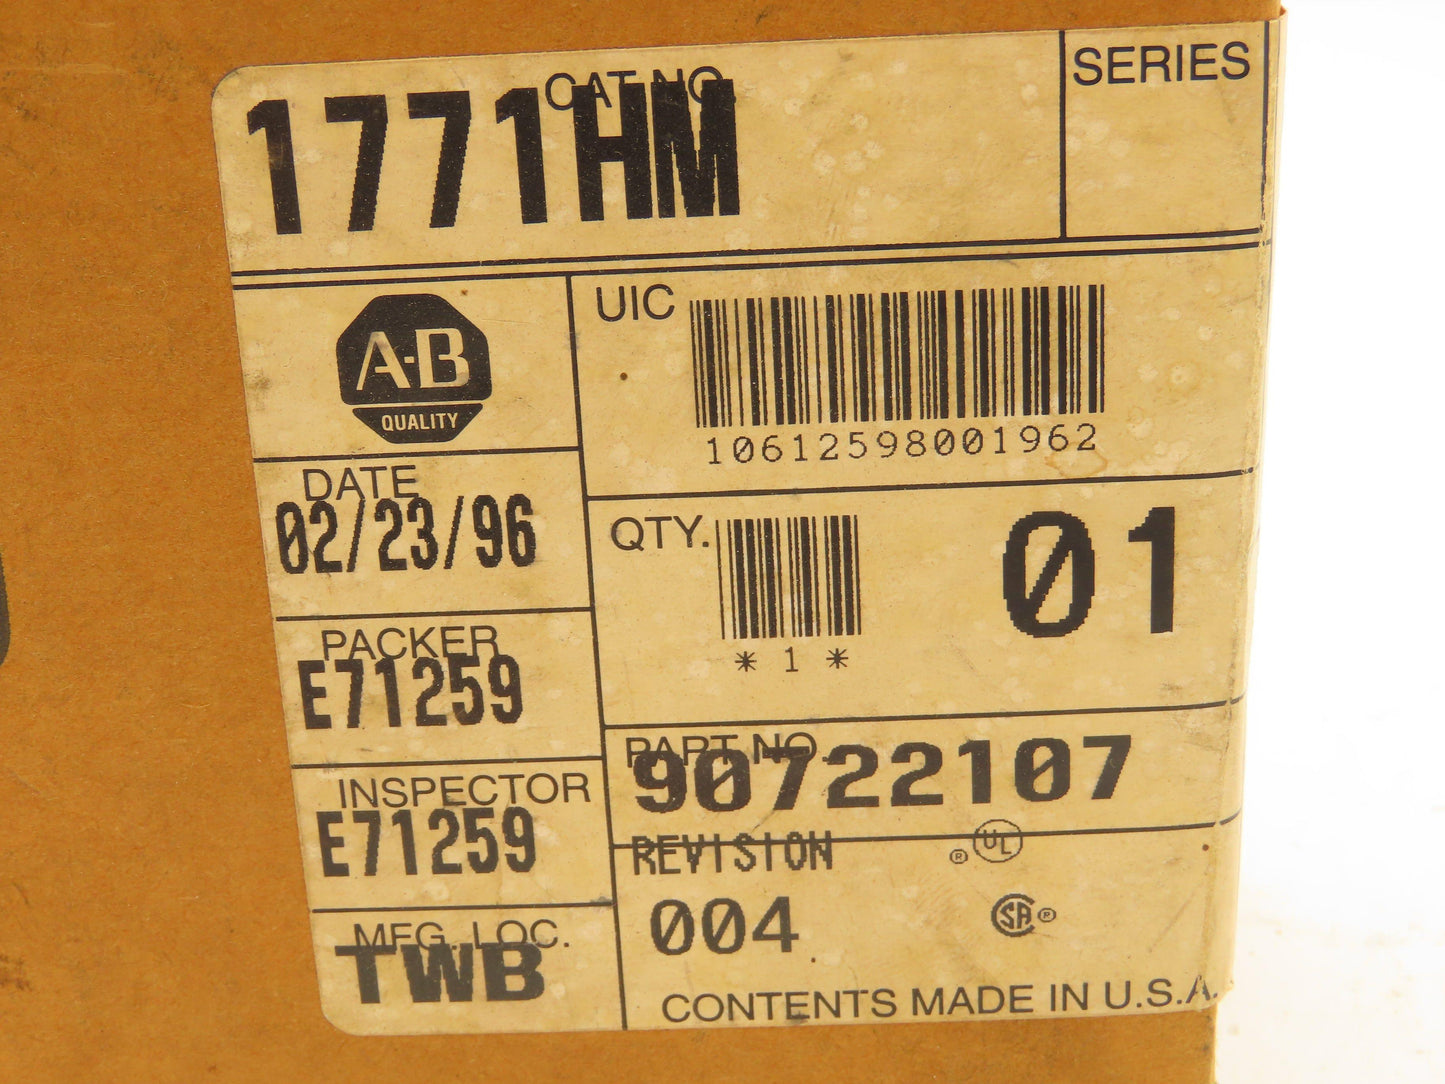 CAT NO.
1771HM
SERIES
A-B
QUALITY
UIC
10612598001962
DATE
02/23/96
QTY.
* 1 *
01
PACKER
E71259
PART NO.
90722107
INSPECTOR
E71259
REVISION
004
® UL
SA ®
MFG. LOC.
TWB
CONTENTS MADE IN U.S.A.